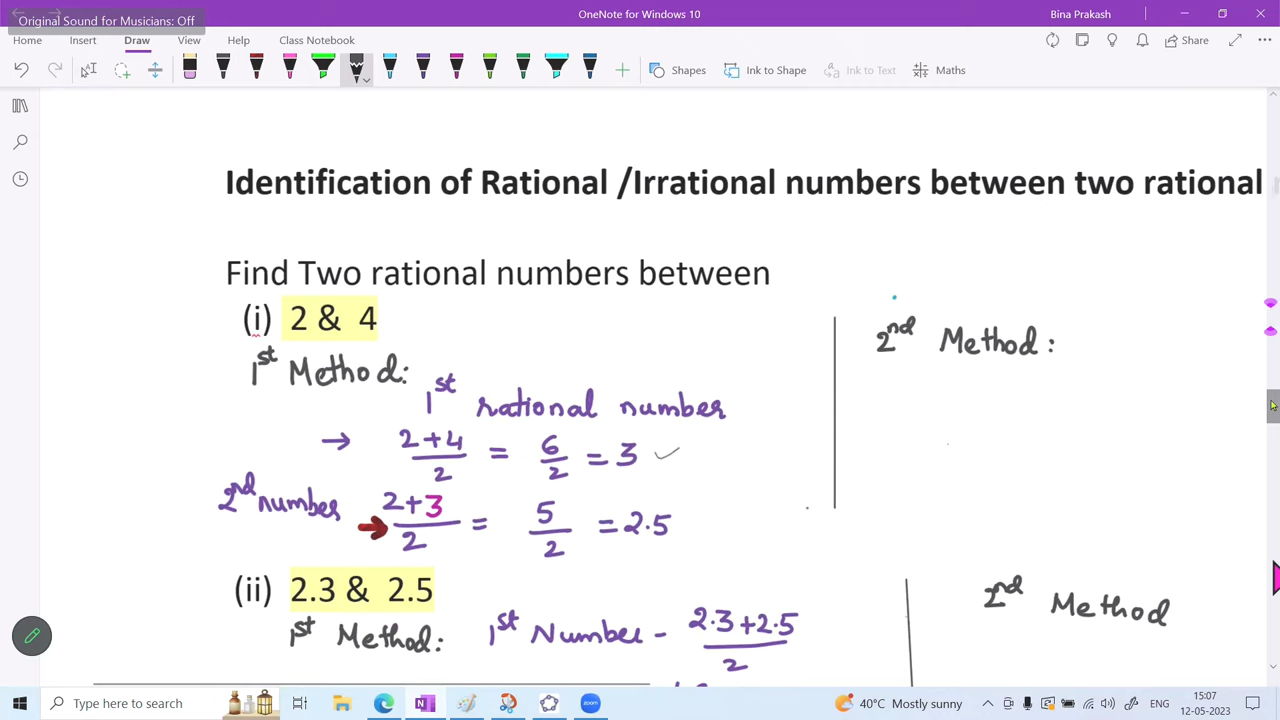 Original Sound for Musicians: Off
OneNote for Windows 10
Bina Prakash
Home Insert Draw View Help Class Notebook
Share
Shapes Ink to Shape Ink to Text Maths
Identification of Rational /Irrational numbers between two rational
Find Two rational numbers between
(i) 2 & 4
1st Method:
1st rational number
→ 2+4/2 = 6/2 = 3 ✓
2nd number 2+3/2 = 5/2 = 2.5
2nd Method:
(ii) 2.3 & 2.5
1st Method: 1st Number - 2.3+2.5/2
2nd Method
Type here to search
40°C Mostly sunny
ENG
15:07
12-05-2023